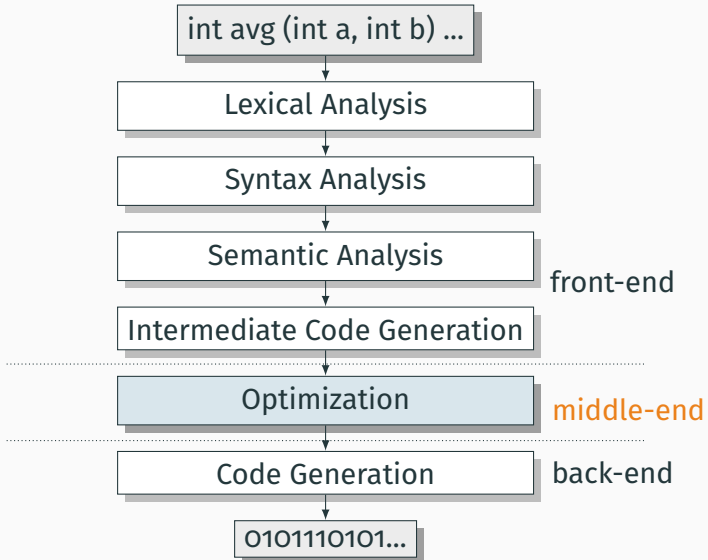 int avg (int a, int b) ...
Lexical Analysis
Syntax Analysis
Semantic Analysis
front-end
Intermediate Code Generation
Optimization
middle-end
Code Generation
back-end
0101110101...